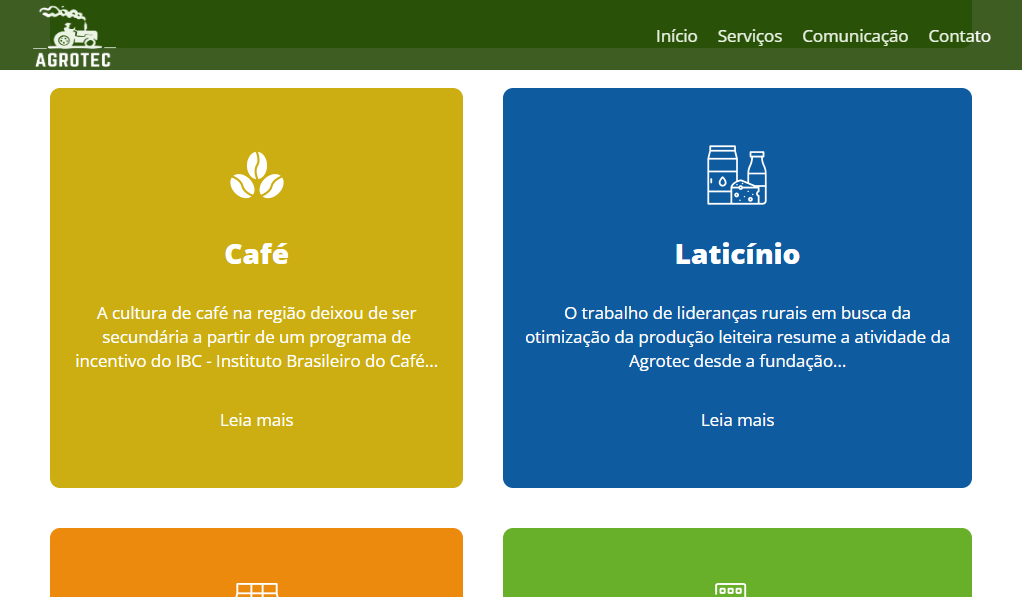 AGROTEC
Início Serviços Comunicação Contato
Café
A cultura de café na região deixou de ser
secundária a partir de um programa de
incentivo do IBC - Instituto Brasileiro do Café...
Leia mais
Laticínio
O trabalho de lideranças rurais em busca da
otimização da produção leiteira resume a atividade da
Agrotec desde a fundação...
Leia mais